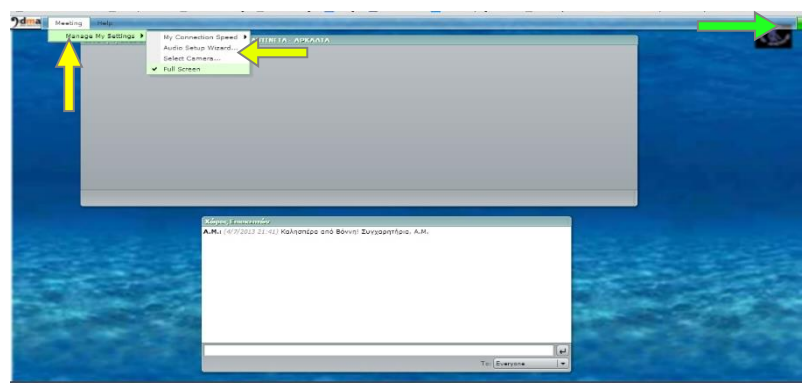 Meeting Help
Manage My Settings
My Connection Speed
Audio Setup Wizard...
Select Camera...
Full Screen
Α.Μ.: (4/7/2013 21:41) Καλησπέρα από Βόννη! Συγχαρητήρια, Α.Μ.
To: Everyone